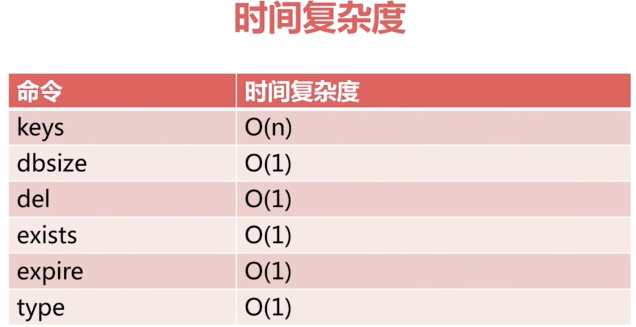 时间复杂度
命令 时间复杂度
keys O(n)
dbsize O(1)
del O(1)
exists O(1)
expire O(1)
type O(1)